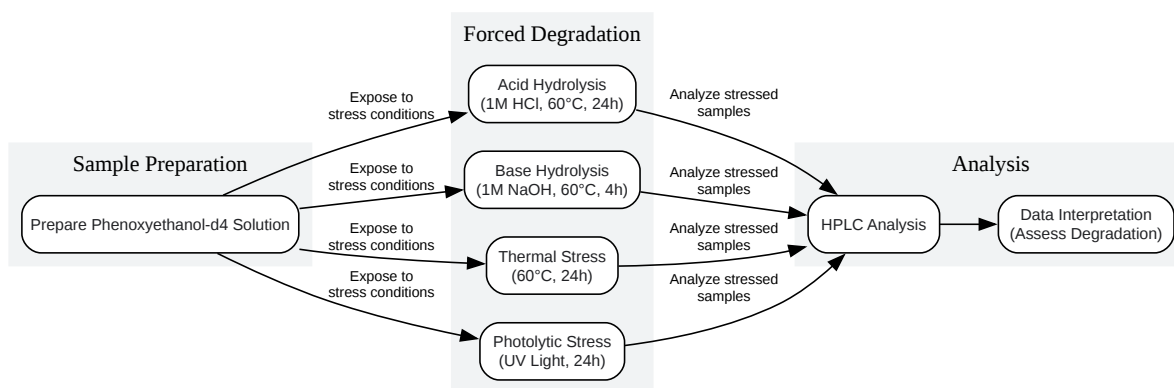 Sample Preparation
Prepare Phenoxyethanol-d4 Solution
Expose to
stress conditions
Expose to
stress conditions
Expose to
stress conditions
Expose to
stress conditions
Forced Degradation
Acid Hydrolysis
(1M HCl, 60°C, 24h)
Base Hydrolysis
(1M NaOH, 60°C, 4h)
Thermal Stress
(60°C, 24h)
Photolytic Stress
(UV Light, 24h)
Analyze stressed
samples
Analyze stressed
samples
Analyze stressed
samples
Analyze stressed
samples
Analysis
HPLC Analysis
Data Interpretation
(Assess Degradation)